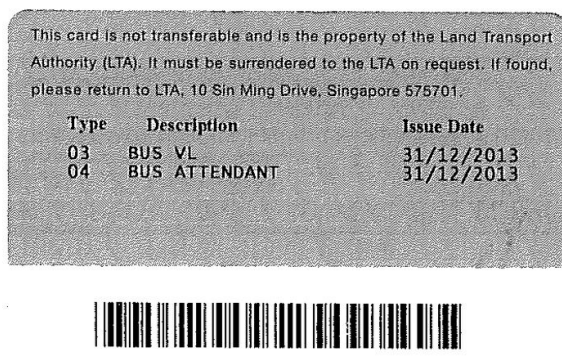 This card is not transferable and is the property of the Land Transport
Authority (LTA). It must be surrendered to the LTA on request. If found,
please return to LTA, 10 Sin Ming Drive, Singapore 575701.
Type Description Issue Date
03 BUS VL 31/12/2013
04 BUS ATTENDANT 31/12/2013